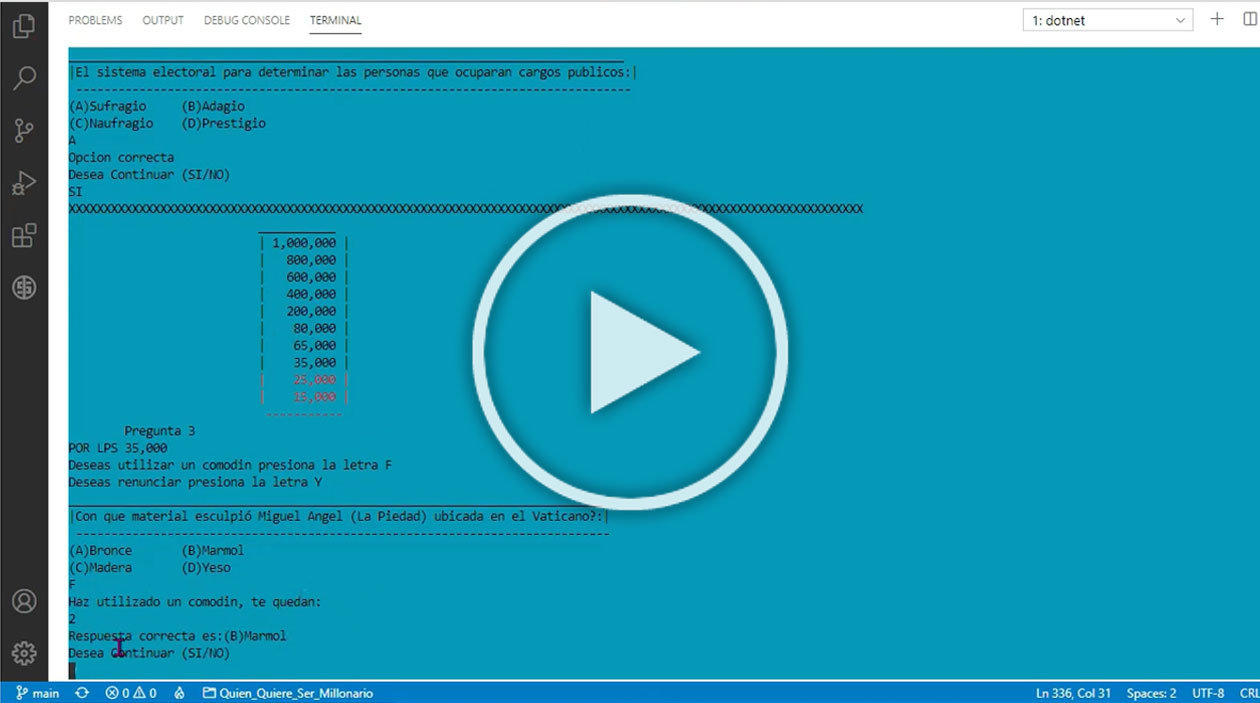 PROBLEMS OUTPUT DEBUG CONSOLE TERMINAL 1: dotnet
|El sistema electoral para determinar las personas que ocuparan cargos publicos:|
(A)Sufragio (B)Adagio
(C)Naufragio (D)Prestigio
A
Opcion correcta
Desea Continuar (SI/NO)
SI
| 1,000,000 |
| 800,000 |
| 600,000 |
| 400,000 |
| 200,000 |
| 80,000 |
| 65,000 |
| 35,000 |
| 25,000 |
| 15,000 |
Pregunta 3
POR LPS 35,000
Deseas utilizar un comodin presiona la letra F
Deseas renunciar presiona la letra Y
|Con que material esculpió Miguel Angel (La Piedad) ubicada en el Vaticano?:|
(A)Bronce (B)Marmol
(C)Madera (D)Yeso
F
Haz utilizado un comodin, te quedan:
2
Respuesta correcta es:(B)Marmol
Desea Continuar (SI/NO)
main 0 0 Quien_Quiere_Ser_Millonario Ln 336, Col 31 Spaces: 2 UTF-8 CRL